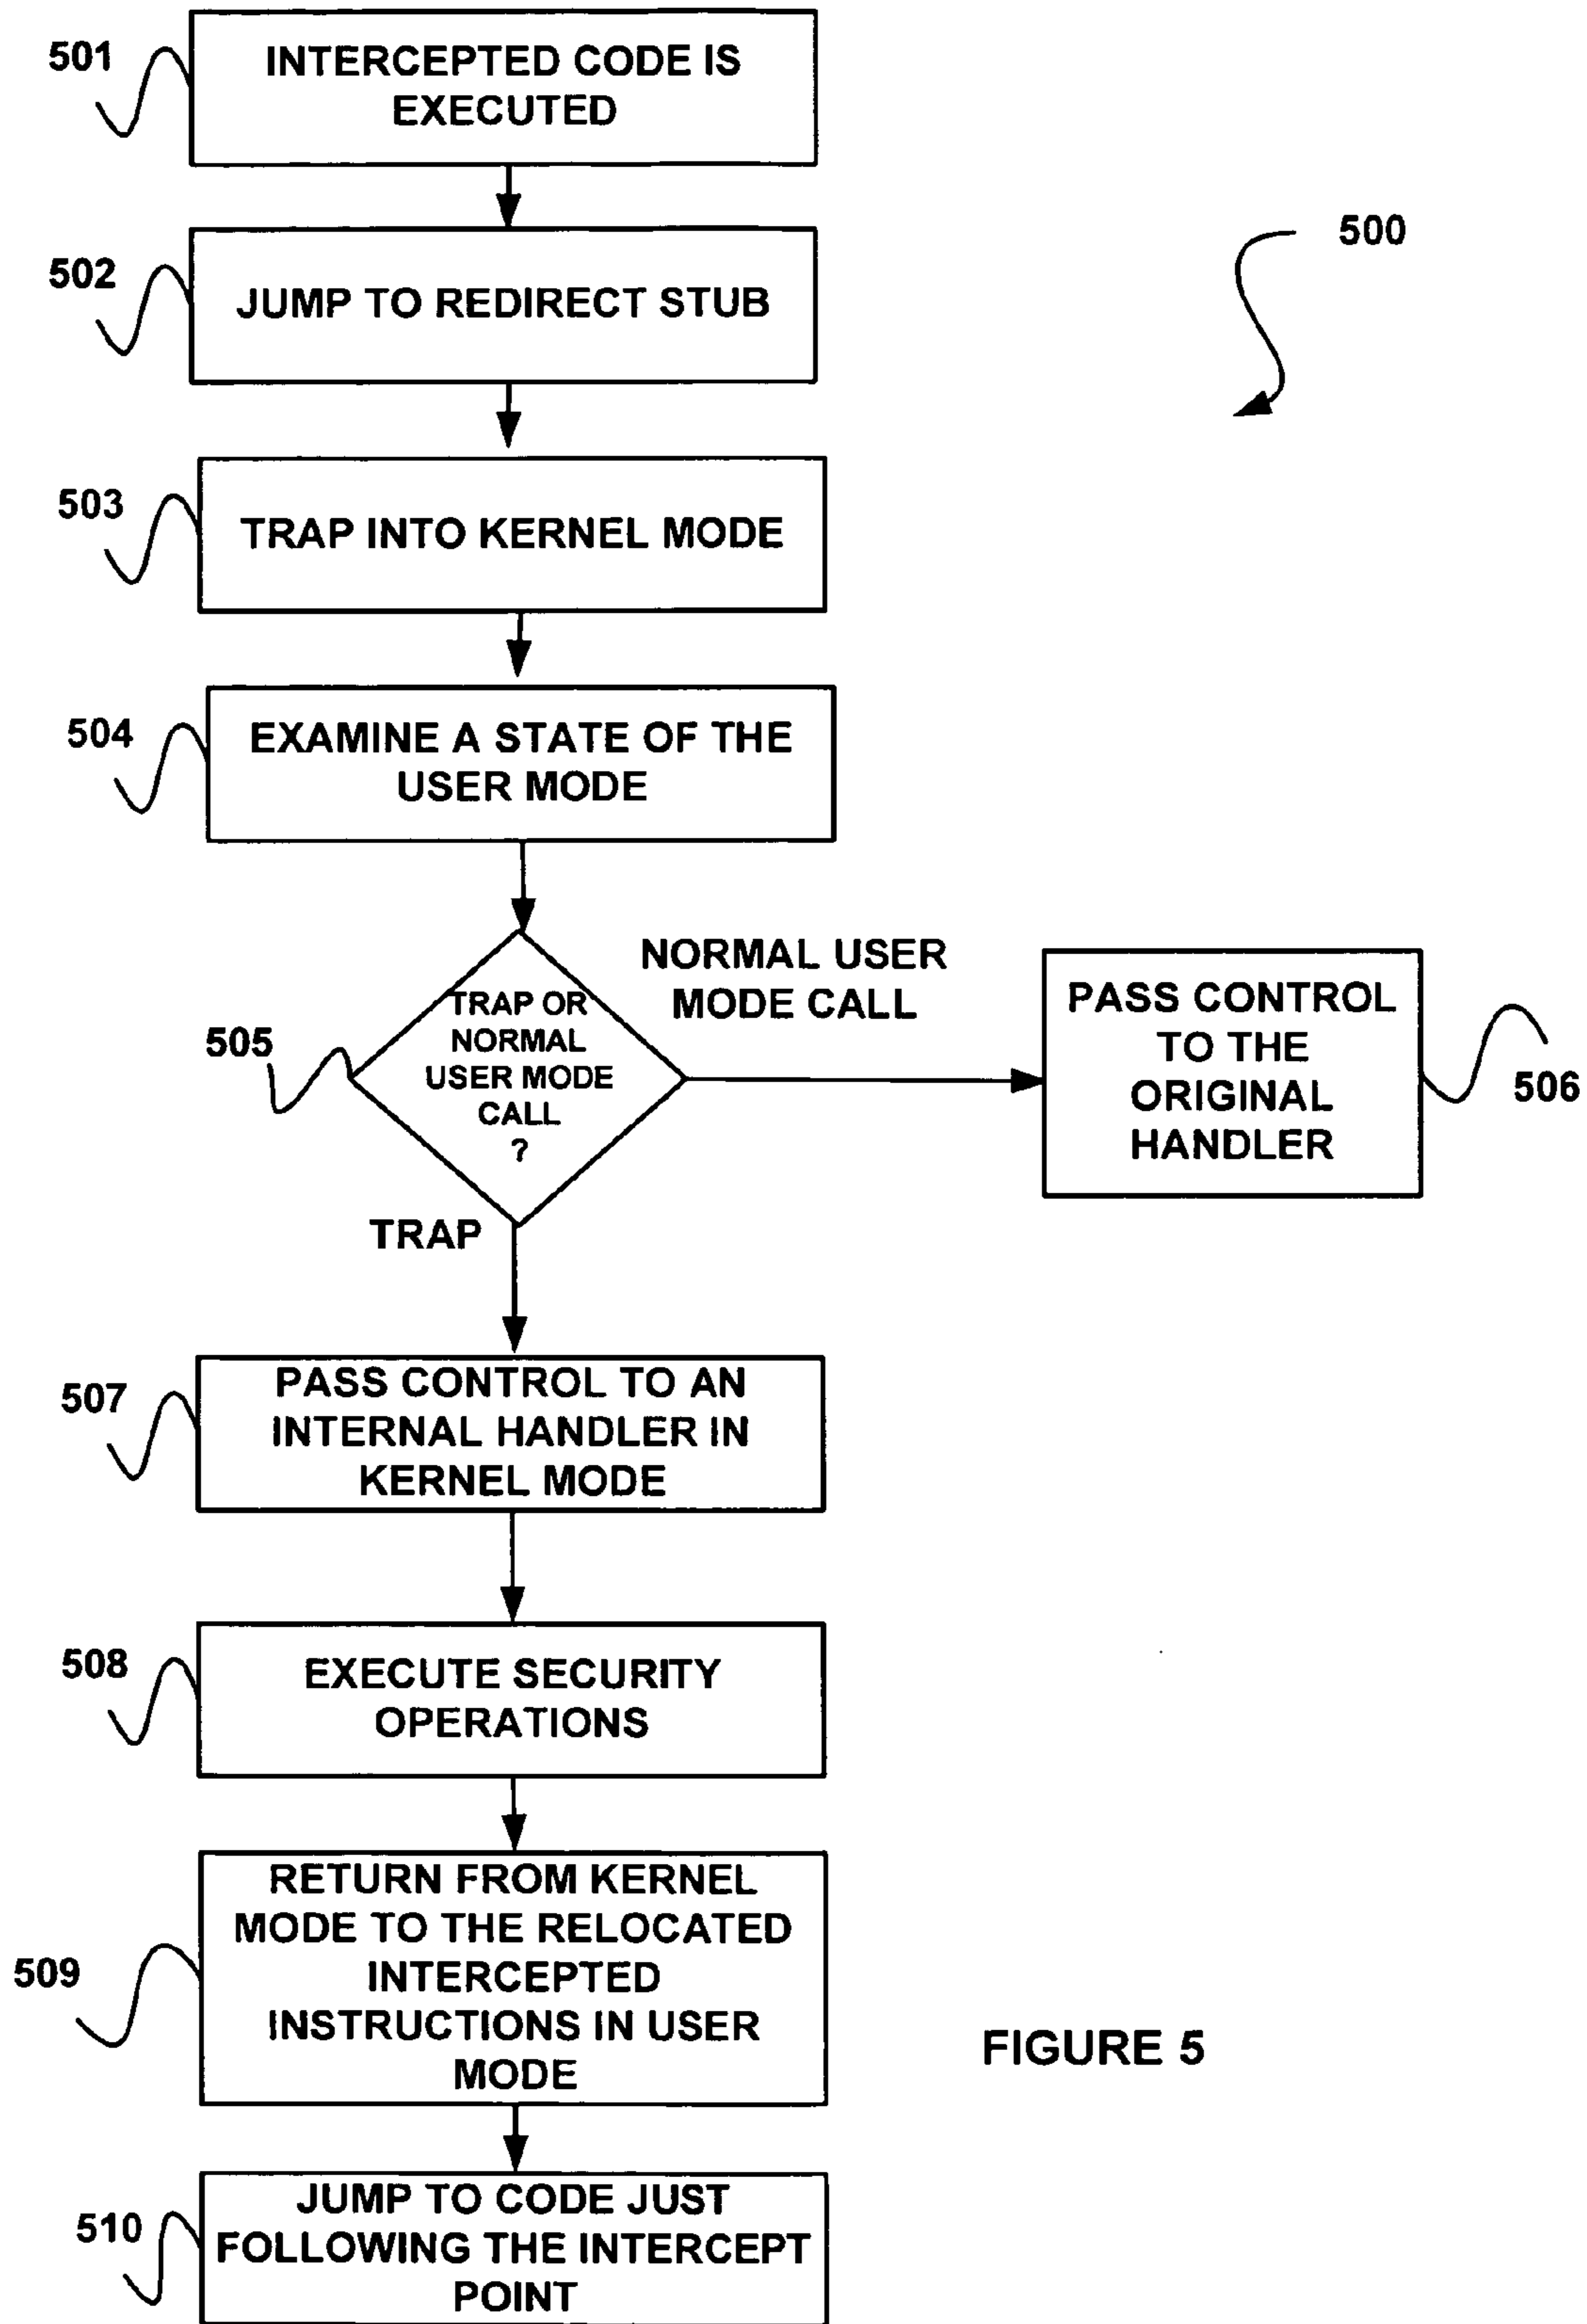 501
INTERCEPTED CODE IS
EXECUTED
500
502
JUMP TO REDIRECT STUB
503
TRAP INTO KERNEL MODE
504
EXAMINE A STATE OF THE
USER MODE
505
TRAP OR
NORMAL
USER MODE
CALL
?
NORMAL USER
MODE CALL
PASS CONTROL
TO THE
ORIGINAL
HANDLER
506
TRAP
507
PASS CONTROL TO AN
INTERNAL HANDLER IN
KERNEL MODE
508
EXECUTE SECURITY
OPERATIONS
509
RETURN FROM KERNEL
MODE TO THE RELOCATED
INTERCEPTED
INSTRUCTIONS IN USER
MODE
FIGURE 5
510
JUMP TO CODE JUST
FOLLOWING THE INTERCEPT
POINT